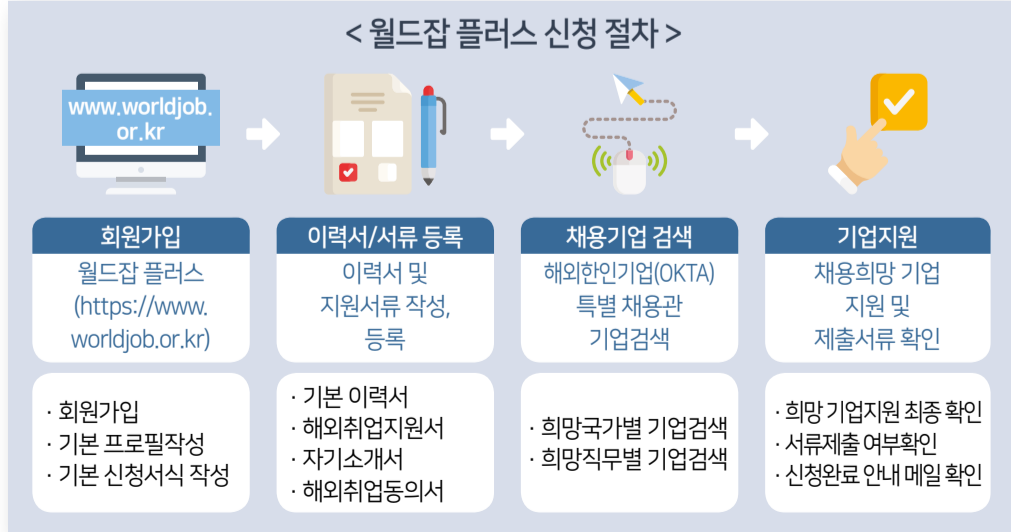 < 월드잡 플러스 신청 절차 >
www.worldjob.
or.kr
회원가입
월드잡 플러스
(https://www.
worldjob.or.kr)
· 회원가입
· 기본 프로필작성
· 기본 신청서식 작성
이력서/서류 등록
이력서 및
지원서류 작성,
등록
· 기본 이력서
· 해외취업지원서
· 자기소개서
· 해외취업동의서
채용기업 검색
해외한인기업(OKTA)
특별 채용관
기업검색
· 희망국가별 기업검색
· 희망직무별 기업검색
기업지원
채용희망 기업
지원 및
제출서류 확인
· 희망 기업지원 최종 확인
· 서류제출 여부확인
· 신청완료 안내 메일 확인